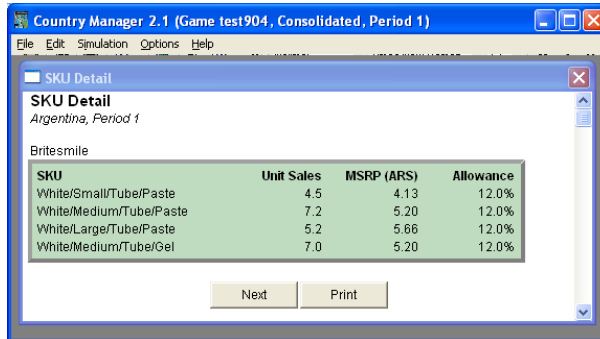 Country Manager 2.1 (Game test904, Consolidated, Period 1)
File Edit Simulation Options Help
SKU Detail
SKU Detail
Argentina, Period 1
Britesmile
SKU Unit Sales MSRP (ARS) Allowance
White/Small/Tube/Paste 4.5 4.13 12.0%
White/Medium/Tube/Paste 7.2 5.20 12.0%
White/Large/Tube/Paste 5.2 5.66 12.0%
White/Medium/Tube/Gel 7.0 5.20 12.0%
Next Print